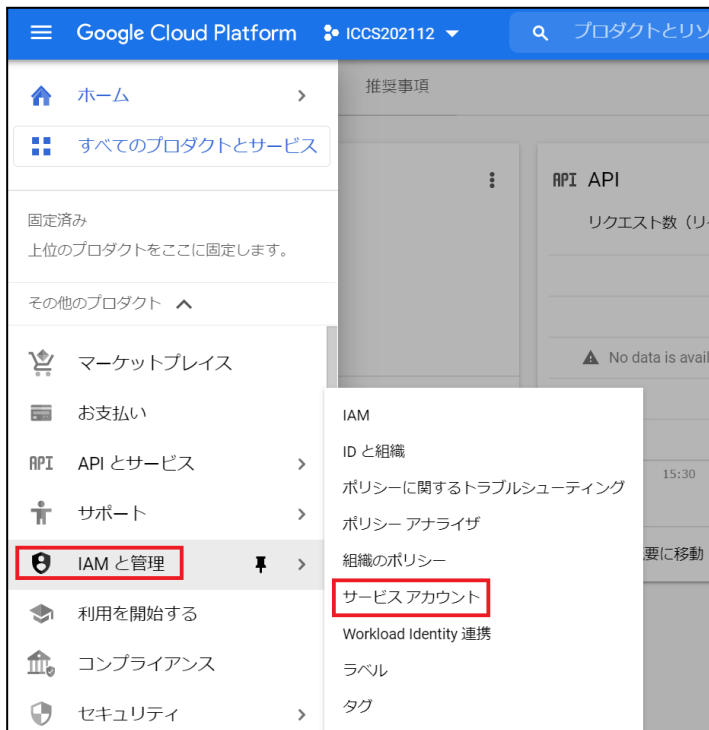 Google Cloud Platform ICCS202112 プロダクトとリソ
ホーム
すべてのプロダクトとサービス
固定済み
上位のプロダクトをここに固定します。
その他のプロダクト
マーケットプレイス
お支払い
API API とサービス
サポート
IAM と管理
利用を開始する
コンプライアンス
セキュリティ
IAM
ID と組織
ポリシーに関するトラブルシューティング
ポリシー アナライザ
組織のポリシー
サービス アカウント
Workload Identity 連携
ラベル
タグ
推奨事項
API API
リクエスト数（リ
No data is avail
15:30
要に移動